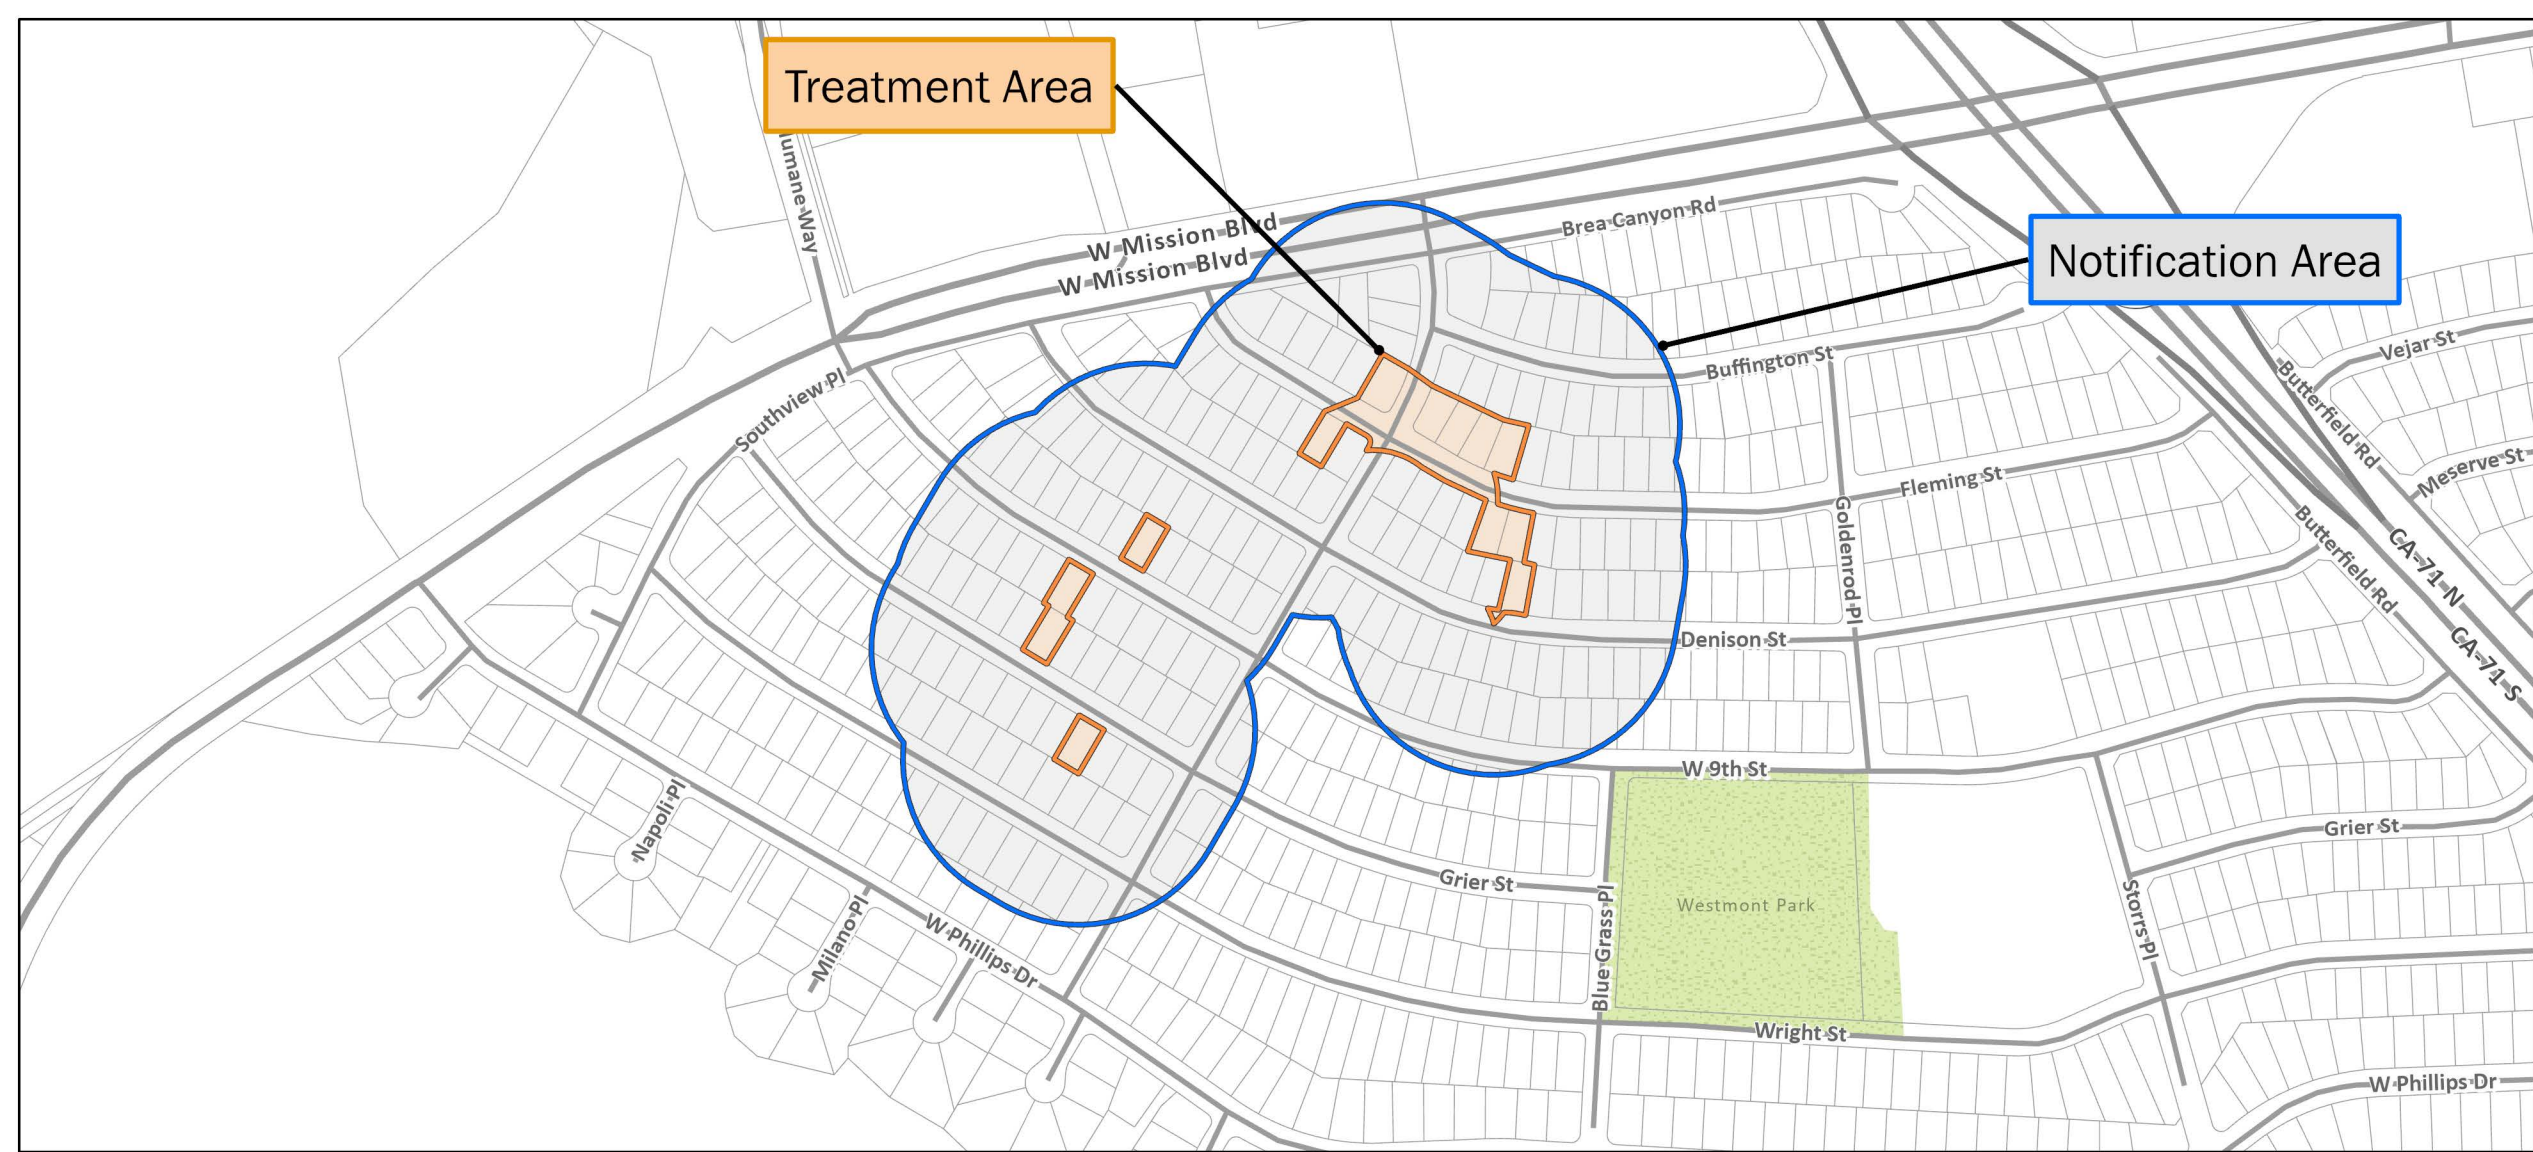 Treatment Area
Notification Area
W Mission Blvd
W Mission Blvd
Brea Canyon Rd
Buffington St
Vejar St
Southview Pl
Butterfield Rd
Meserve St
Fleming St
Goldenrod Pl
Butterfield Rd
CA-71 N
CA-71 S
Denison St
W 9th St
Napoli Pl
Grier St
Grier St
Milano Pl
W Phillips Dr
Blue Grass Pl
Westmont Park
Storrs Pl
Wright St
W Phillips Dr